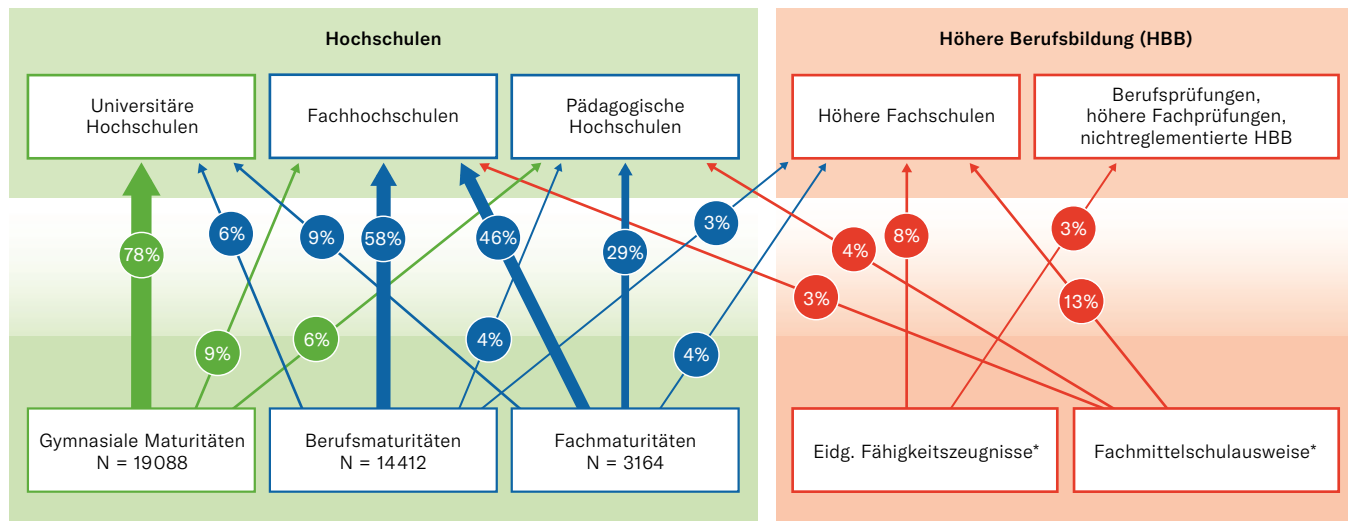 Hochschulen
Höhere Berufsbildung (HBB)
Universitäre
Hochschulen
Fachhochschulen
Pädagogische
Hochschulen
Höhere Fachschulen
Berufsprüfungen,
höhere Fachprüfungen,
nichtreglementierte HBB
78%
6%
9%
58%
46%
29%
3%
4%
8%
3%
3%
13%
9%
6%
4%
4%
Gymnasiale Maturitäten
N = 19088
Berufsmaturitäten
N = 14412
Fachmaturitäten
N = 3164
Eidg. Fähigkeitszeugnisse*
Fachmittelschulausweise*